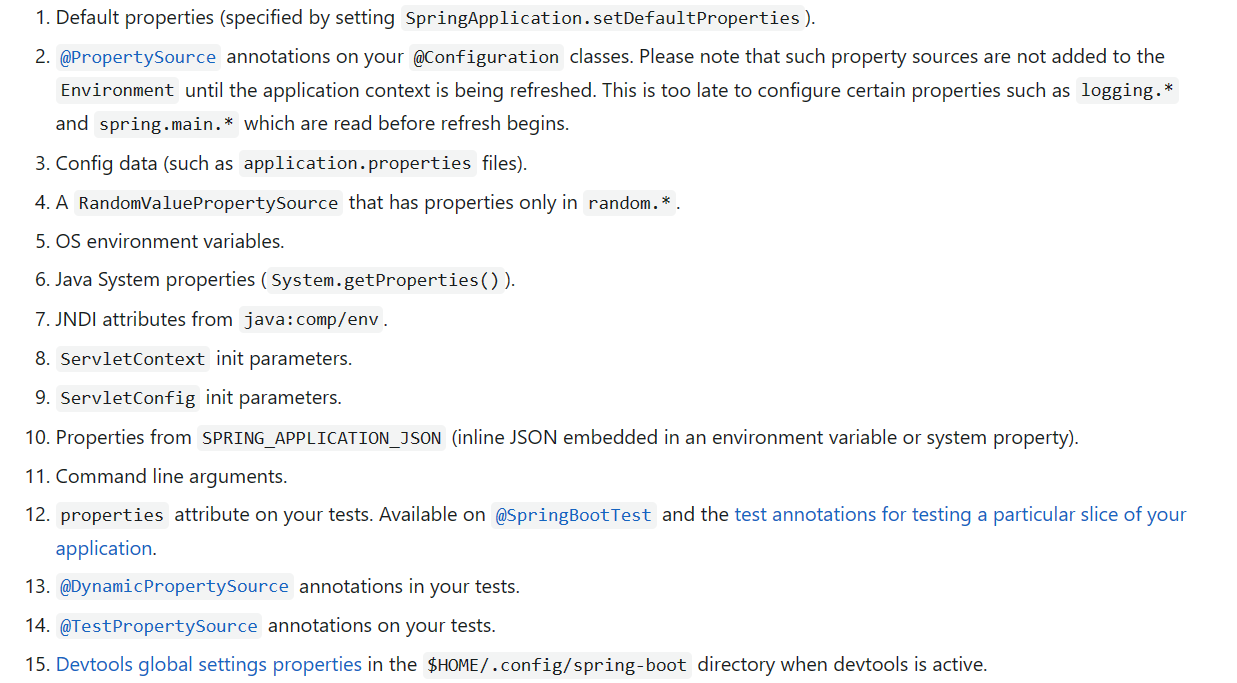 1. Default properties (specified by setting SpringApplication.setDefaultProperties).
2. @PropertySource annotations on your @Configuration classes. Please note that such property sources are not added to the
Environment until the application context is being refreshed. This is too late to configure certain properties such as logging.*
and spring.main.* which are read before refresh begins.
3. Config data (such as application.properties files).
4. A RandomValuePropertySource that has properties only in random.*.
5. OS environment variables.
6. Java System properties (System.getProperties()).
7. JNDI attributes from java:comp/env.
8. ServletContext init parameters.
9. ServletConfig init parameters.
10. Properties from SPRING_APPLICATION_JSON (inline JSON embedded in an environment variable or system property).
11. Command line arguments.
12. properties attribute on your tests. Available on @SpringBootTest and the test annotations for testing a particular slice of your
application.
13. @DynamicPropertySource annotations in your tests.
14. @TestPropertySource annotations on your tests.
15. Devtools global settings properties in the $HOME/.config/spring-boot directory when devtools is active.